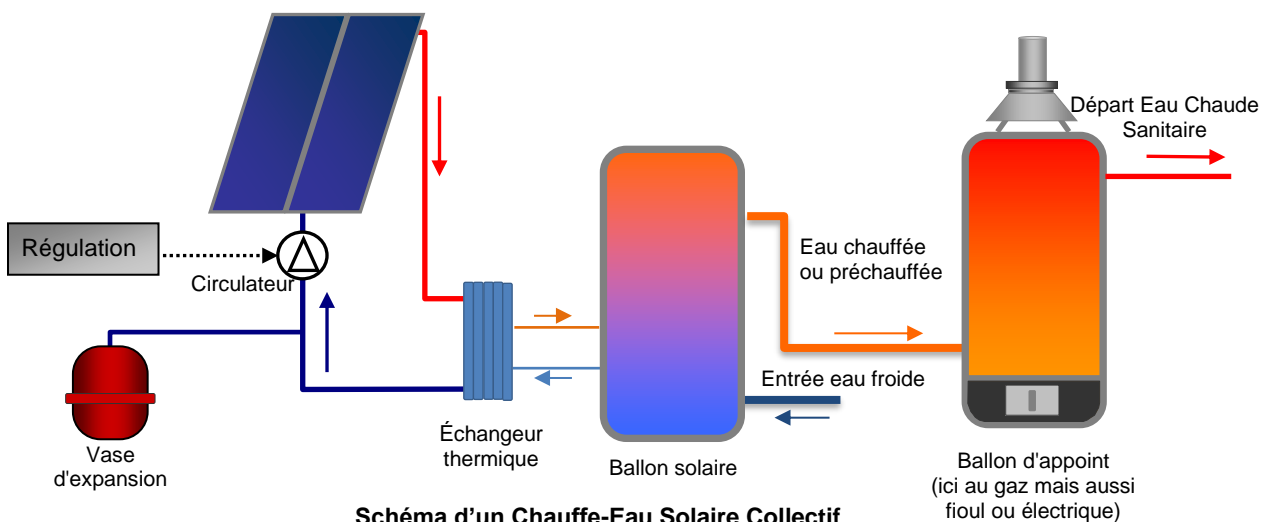 Départ Eau Chaude
Sanitaire
Régulation
Circulateur
Eau chauffée
ou préchauffée
Entrée eau froide
Échangeur
thermique
Ballon solaire
Vase
d'expansion
Ballon d'appoint
(ici au gaz mais aussi
fioul ou électrique)
Schéma d'un Chauffe-Eau Solaire Collectif